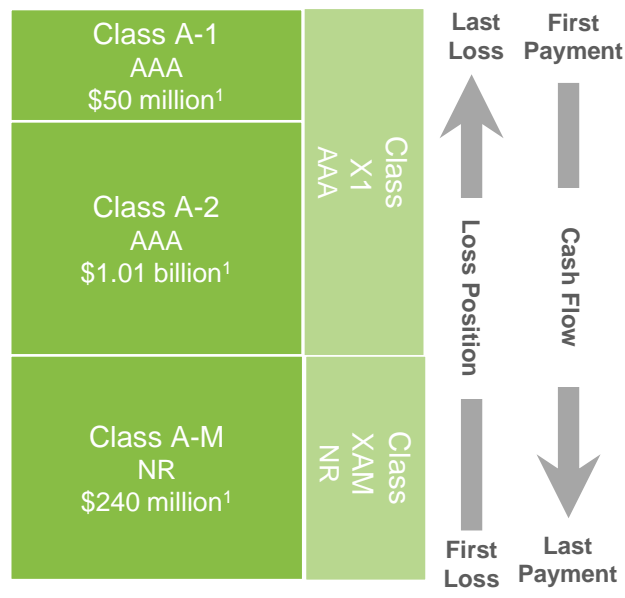 Class A-1
AAA
$50 million¹
Class A-2
AAA
$1.01 billion¹
Class A-M
NR
$240 million¹
Class
X1
AAA
Class
XAM
NR
Last
Loss
Loss Position
First
Loss
First
Payment
Cash Flow
Last
Payment